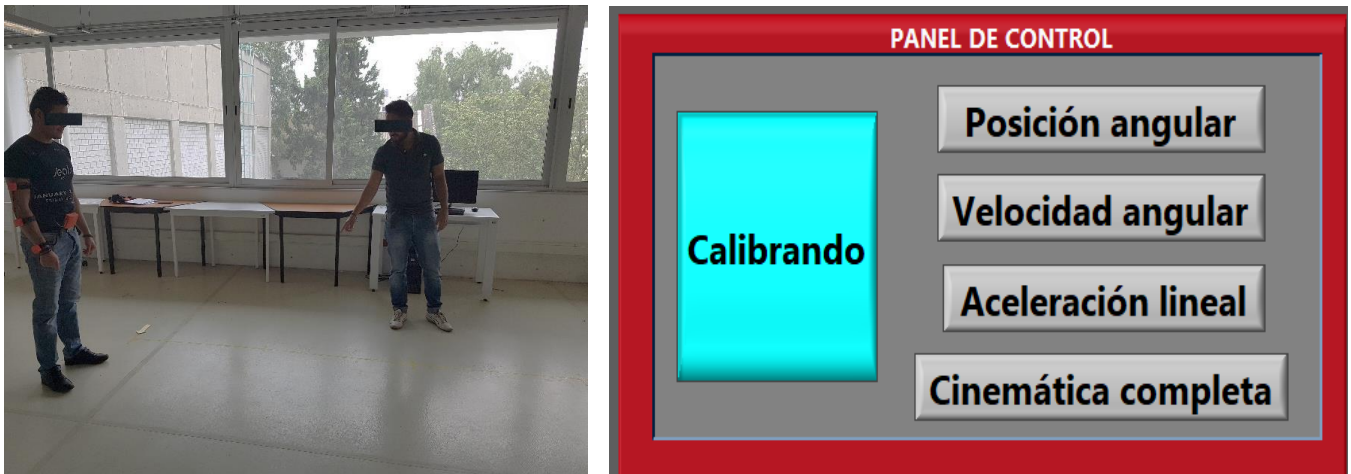 PANEL DE CONTROL
Calibrando
Posición angular
Velocidad angular
Aceleración lineal
Cinemática completa